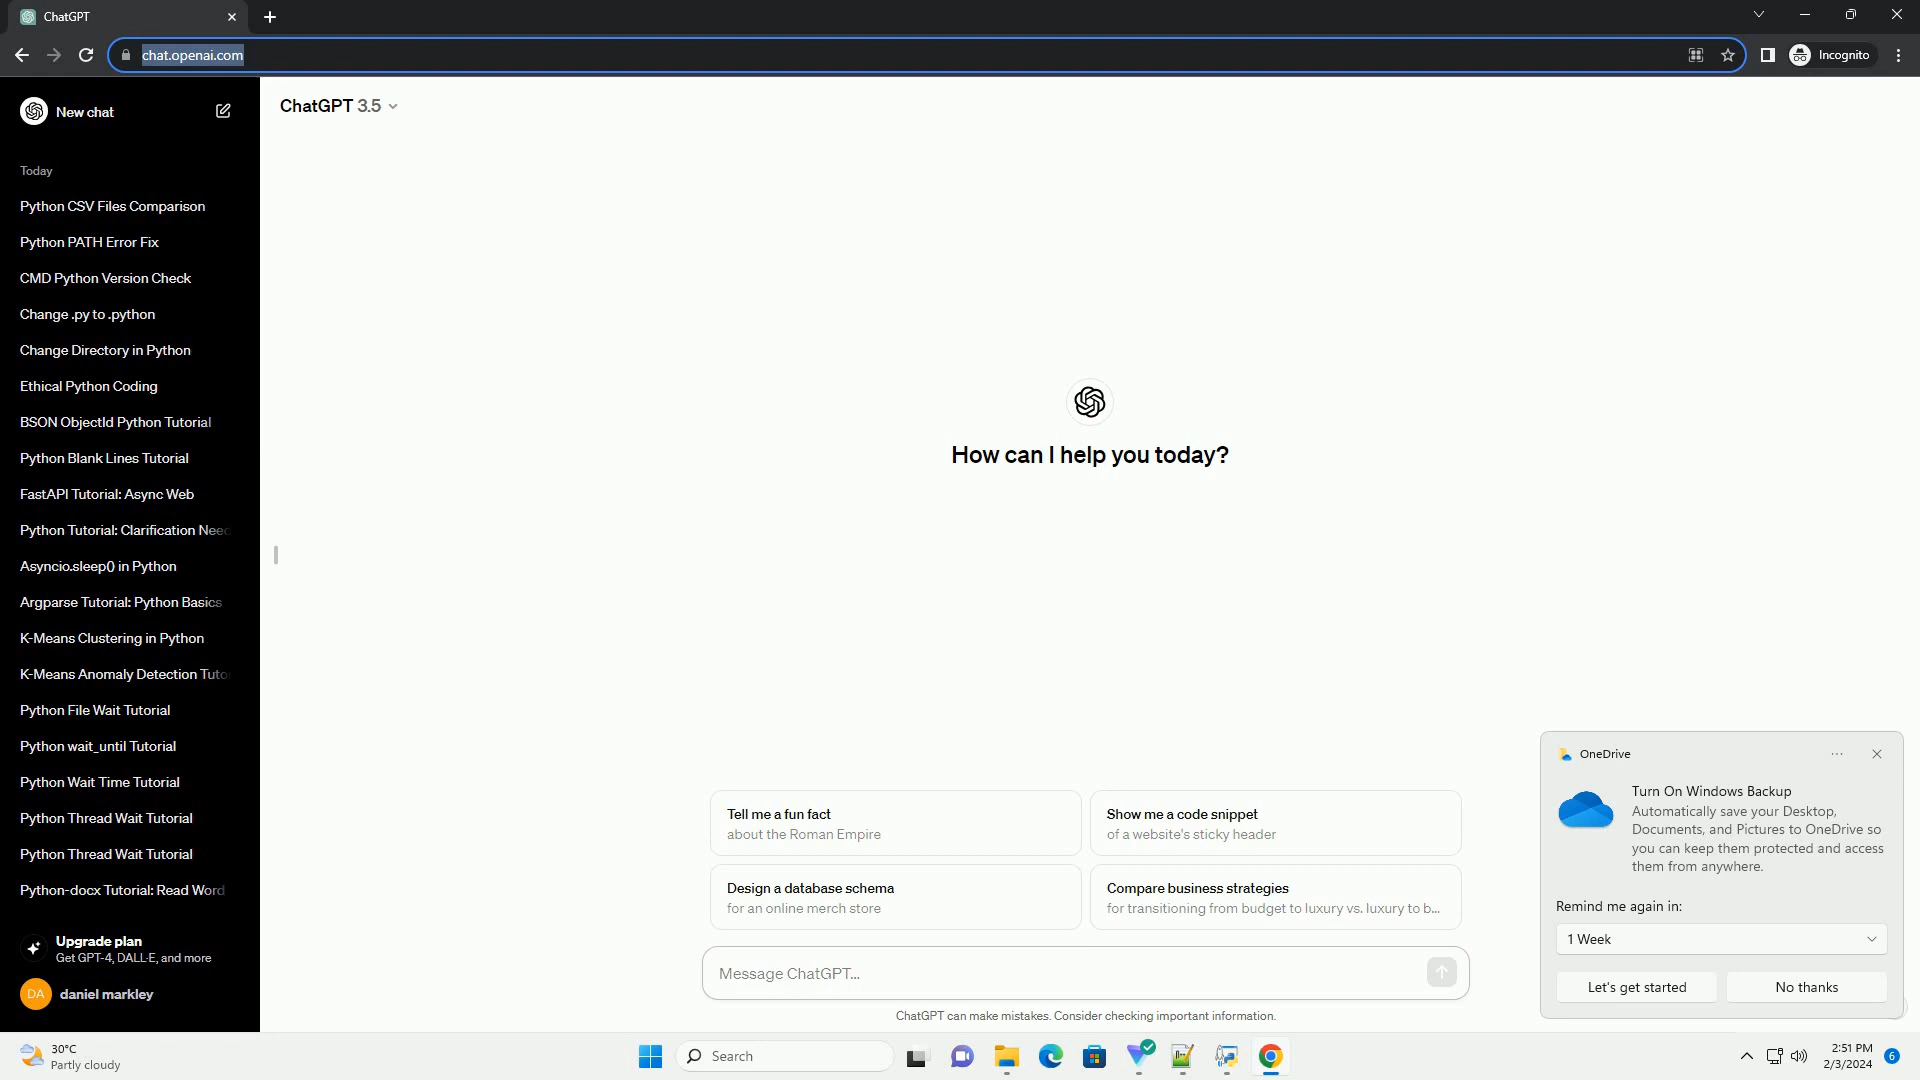 ChatGPT
chat.openai.com
Incognito
New chat
ChatGPT 3.5
Today
Python CSV Files Comparison
Python PATH Error Fix
CMD Python Version Check
Change .py to .python
Change Directory in Python
Ethical Python Coding
BSON ObjectId Python Tutorial
Python Blank Lines Tutorial
FastAPI Tutorial: Async Web
Python Tutorial: Clarification Need
Asyncio.sleep() in Python
Argparse Tutorial: Python Basics
K-Means Clustering in Python
K-Means Anomaly Detection Tuto
Python File Wait Tutorial
Python wait_until Tutorial
Python Wait Time Tutorial
Python Thread Wait Tutorial
Python Thread Wait Tutorial
Python-docx Tutorial: Read Word
Upgrade plan
Get GPT-4, DALL·E, and more
DA
daniel markley
How can I help you today?
Tell me a fun fact
about the Roman Empire
Show me a code snippet
of a website's sticky header
Design a database schema
for an online merch store
Compare business strategies
for transitioning from budget to luxury vs. luxury to b...
Message ChatGPT...
ChatGPT can make mistakes. Consider checking important information.
OneDrive
Turn On Windows Backup
Automatically save your Desktop,
Documents, and Pictures to OneDrive so
you can keep them protected and access
them from anywhere.
Remind me again in:
1 Week
Let's get started
No thanks
30°C
Partly cloudy
Search
2:51 PM
2/3/2024
6